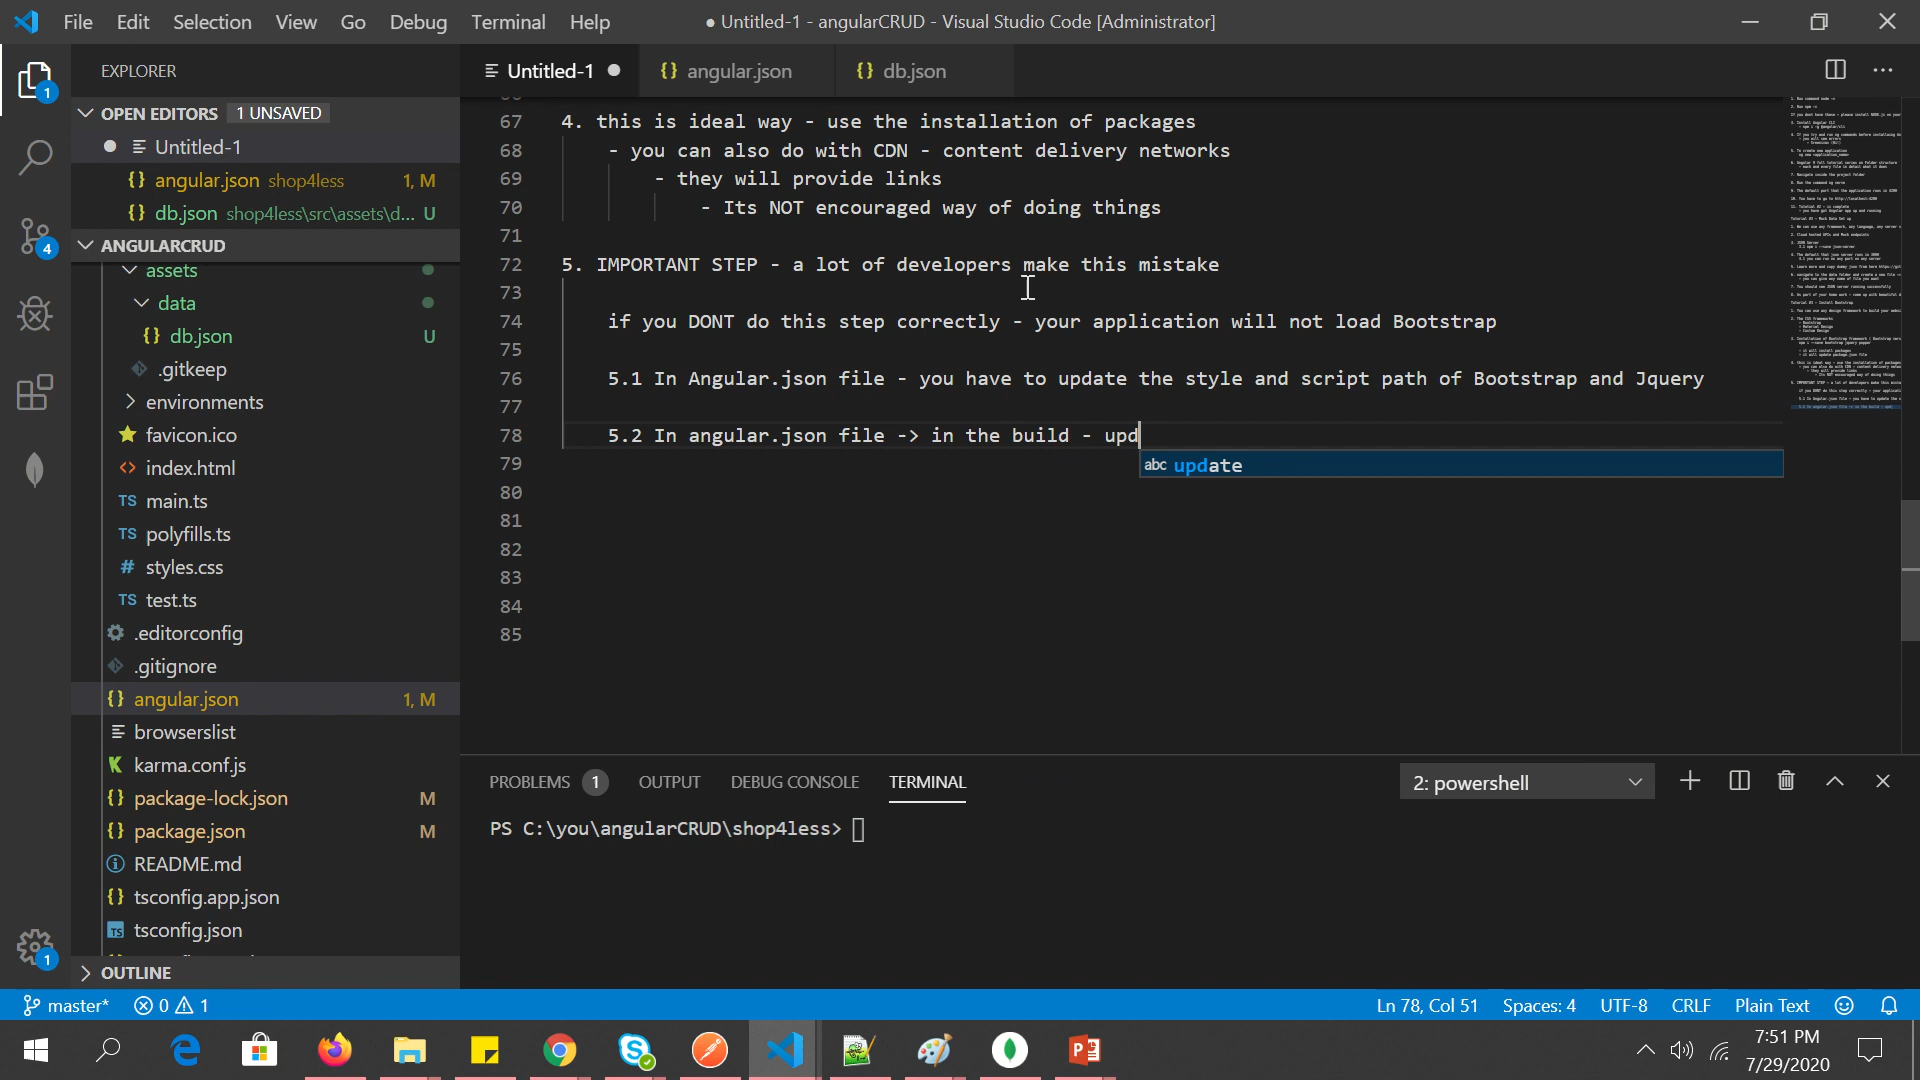 File Edit Selection View Go Debug Terminal Help
● Untitled-1 - angularCRUD - Visual Studio Code [Administrator]
EXPLORER
Untitled-1
{} angular.json
{} db.json
OPEN EDITORS 1 UNSAVED
Untitled-1
{} angular.json shop4less 1, M
{} db.json shop4less\src\assets\d... U
ANGULARCRUD
assets
data
{} db.json U
.gitkeep
environments
favicon.ico
<> index.html
TS main.ts
TS polyfills.ts
# styles.css
TS test.ts
.editorconfig
.gitignore
{} angular.json 1, M
browserslist
karma.conf.js
{} package-lock.json M
{} package.json M
README.md
{} tsconfig.app.json
TS tsconfig.json
OUTLINE
1
4
1
67 4. this is ideal way - use the installation of packages
68 - you can also do with CDN - content delivery networks
69 - they will provide links
70 - Its NOT encouraged way of doing things
71
72 5. IMPORTANT STEP - a lot of developers make this mistake
73
74 if you DONT do this step correctly - your application will not load Bootstrap
75
76 5.1 In Angular.json file - you have to update the style and script path of Bootstrap and Jquery
77
78 5.2 In angular.json file -> in the build - upd
abc update
79
80
81
82
83
84
85
PROBLEMS 1 OUTPUT DEBUG CONSOLE TERMINAL
2: powershell
PS C:\you\angularCRUD\shop4less>
master* 0 1
Ln 78, Col 51 Spaces: 4 UTF-8 CRLF Plain Text
7:51 PM
7/29/2020